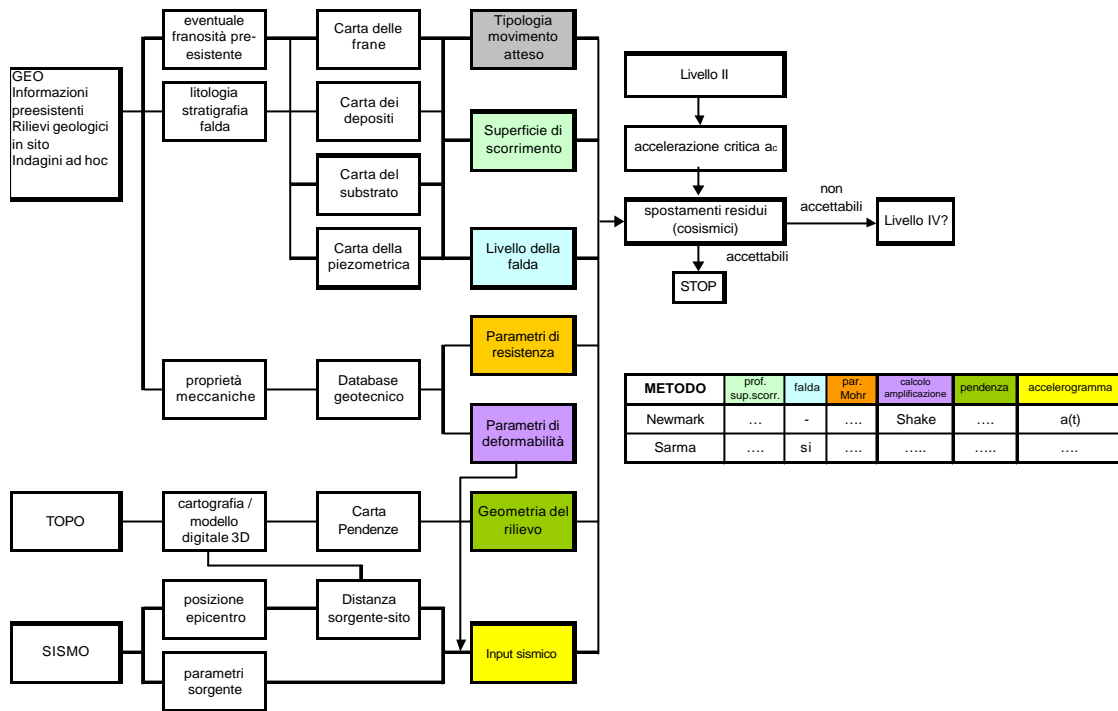 GEO
Informazioni
preesistenti
Rilievi geologici
in sito
Indagini ad hoc
eventuale
franosità pre-
esistente
litologia
stratigrafia
falda
Carta delle
frane
Carta dei
depositi
Carta del
substrato
Carta della
piezometrica
Tipologia
movimento
atteso
Superficie di
scorrimento
Livello della
falda
proprietà
meccaniche
Database
geotecnico
Parametri di
resistenza
Parametri di
deformabilità
TOPO
cartografia /
modello
digitale 3D
Carta
Pendenze
Geometria del
rilievo
SISMO
posizione
epicentro
Distanza
sorgente-sito
parametri
sorgente
Input sismico
Livello II
accelerazione critica ac
spostamenti residui
(cosismici)
non
accettabili
Livello IV?
accettabili
STOP
METODO prof. sup.scorr. falda par. Mohr calcolo amplificazione pendenza accelerogramma
Newmark … - …. Shake …. a(t)
Sarma …. si …. ….. ….. ….